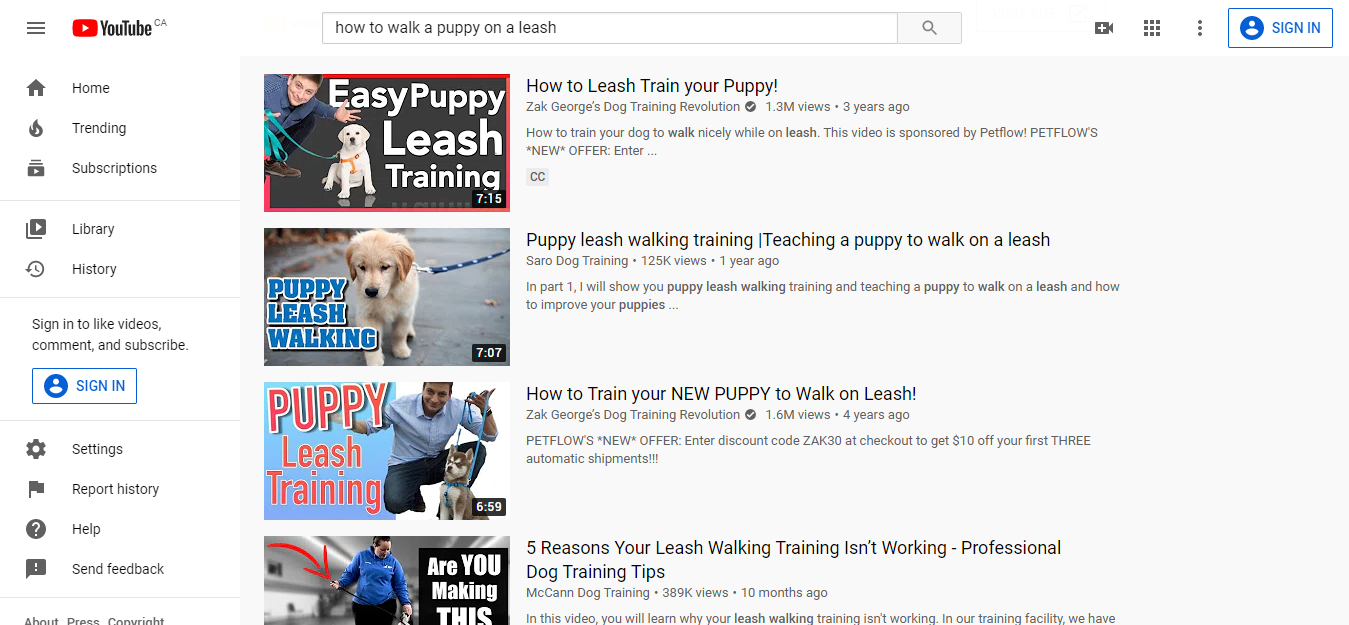 YouTube CA
how to walk a puppy on a leash
SIGN IN
Home
Trending
Subscriptions
Library
History
Sign in to like videos,
comment, and subscribe.
SIGN IN
Settings
Report history
Help
Send feedback
About Press Copyright
Easy Puppy
Leash
Training
7:15
How to Leash Train your Puppy!
Zak George’s Dog Training Revolution 1.3M views • 3 years ago
How to train your dog to walk nicely while on leash. This video is sponsored by Petflow! PETFLOW'S
*NEW* OFFER: Enter ...
CC
PUPPY
LEASH
WALKING
7:07
Puppy leash walking training |Teaching a puppy to walk on a leash
Saro Dog Training • 125K views • 1 year ago
In part 1, I will show you puppy leash walking training and teaching a puppy to walk on a leash and how
to improve your puppies ...
PUPPY
Leash
Training
6:59
How to Train your NEW PUPPY to Walk on Leash!
Zak George’s Dog Training Revolution 1.6M views • 4 years ago
PETFLOW'S *NEW* OFFER: Enter discount code ZAK30 at checkout to get $10 off your first THREE
automatic shipments!!!
Are YOU
Making
THIS
5 Reasons Your Leash Walking Training Isn’t Working - Professional
Dog Training Tips
McCann Dog Training • 389K views • 10 months ago
In this video, you will learn why your leash walking training isn't working. In our training facility, we have